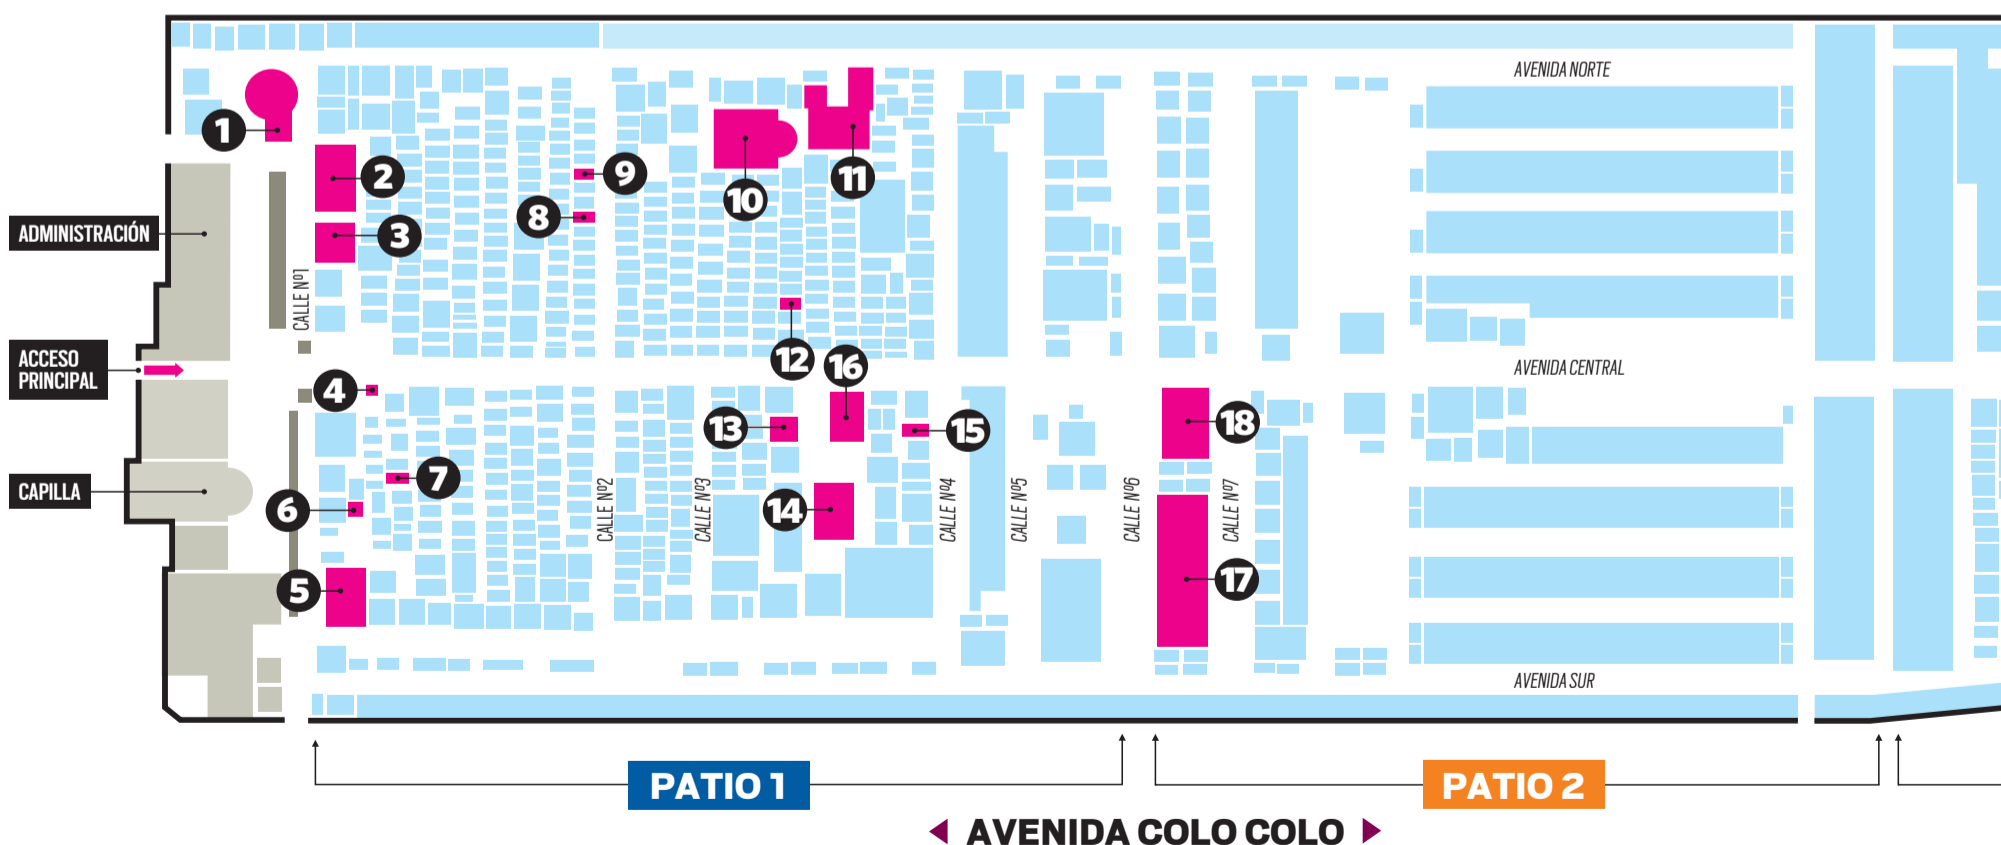 AVENIDA NORTE
1
2
3
ADMINISTRACIÓN
CALLE Nº1
ACCESO
PRINCIPAL
4
CAPILLA
7
6
5
9
8
10
11
12
16
13
15
14
CALLE Nº2
CALLE Nº3
CALLE Nº4
CALLE Nº5
CALLE Nº6
CALLE Nº7
18
17
AVENIDA CENTRAL
AVENIDA SUR
PATIO 1
PATIO 2
AVENIDA COLO COLO